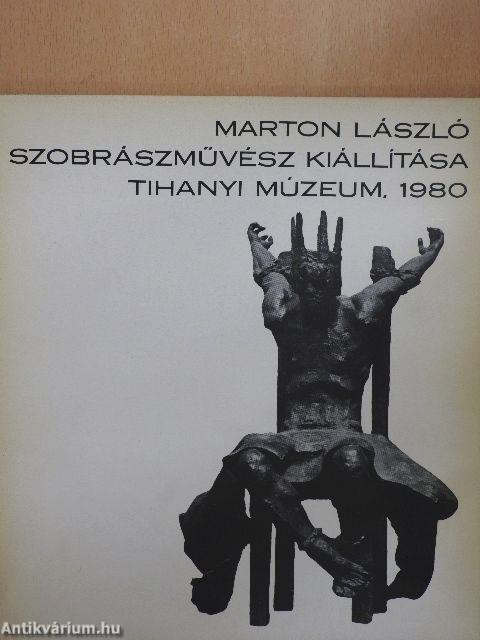 MARTON LÁSZLÓ
SZOBRÁSZMŰVÉSZ KIÁLLÍTÁSA
TIHANYI MÚZEUM, 1980
Antikvárium.hu